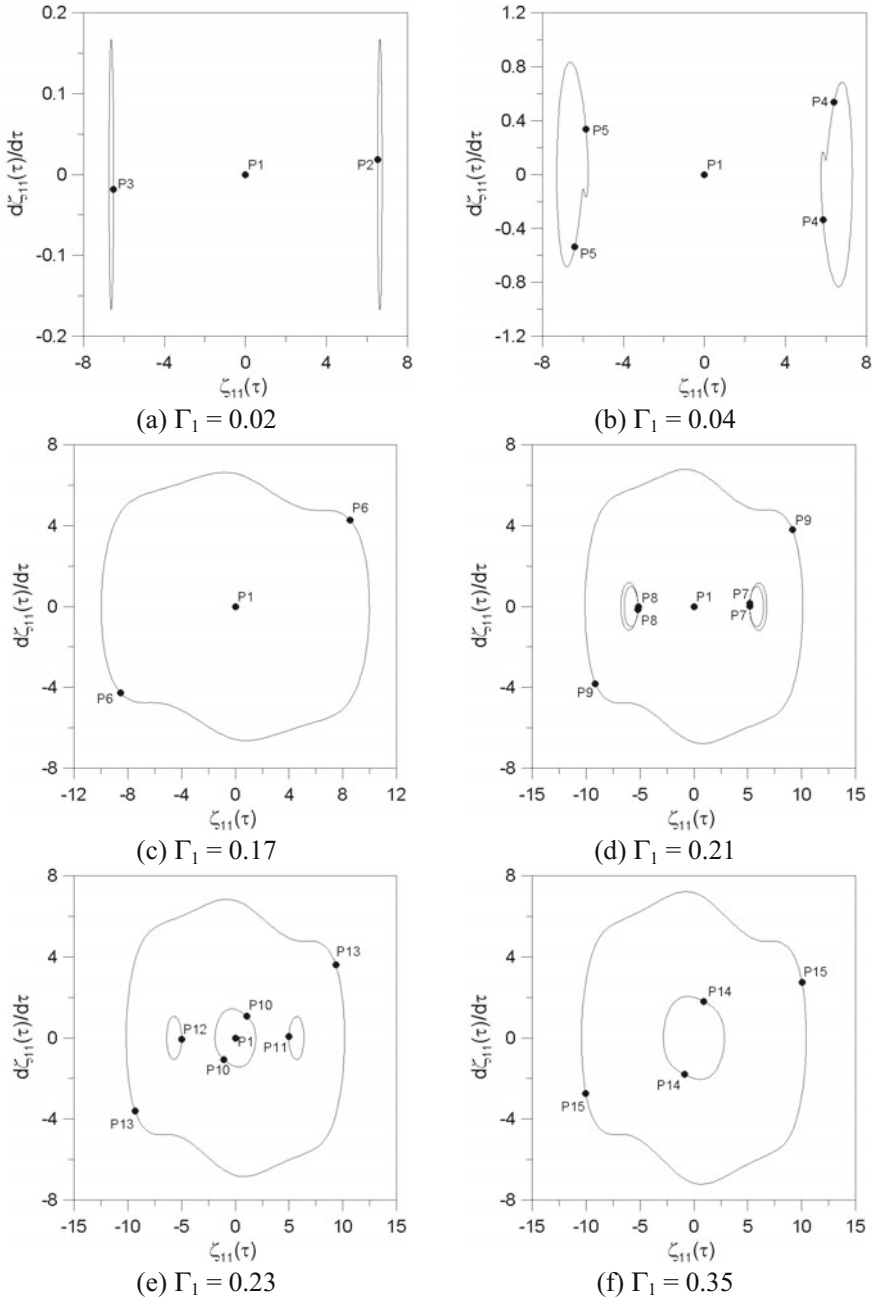 0.2
0.1
0
-0.1
-0.2
dζ11(τ)/dτ
P3
P1
P2
-8 -4 0 4 8
ζ11(τ)
(a) Γ1 = 0.02
1.2
0.8
0.4
0
-0.4
-0.8
-1.2
dζ11(τ)/dτ
P5
P5
P1
P4
P4
-8 -4 0 4 8
ζ11(τ)
(b) Γ1 = 0.04
8
4
0
-4
-8
dζ11(τ)/dτ
P6
P1
P6
-12 -8 -4 0 4 8 12
ζ11(τ)
(c) Γ1 = 0.17
8
4
0
-4
-8
dζ11(τ)/dτ
P9
P8
P8
P1
P7
P7
P9
-15 -10 -5 0 5 10 15
ζ11(τ)
(d) Γ1 = 0.21
8
4
0
-4
-8
dζ11(τ)/dτ
P13
P10
P12
P1
P11
P10
P13
-15 -10 -5 0 5 10 15
ζ11(τ)
(e) Γ1 = 0.23
8
4
0
-4
-8
dζ11(τ)/dτ
P14
P15
P14
P15
-15 -10 -5 0 5 10 15
ζ11(τ)
(f) Γ1 = 0.35